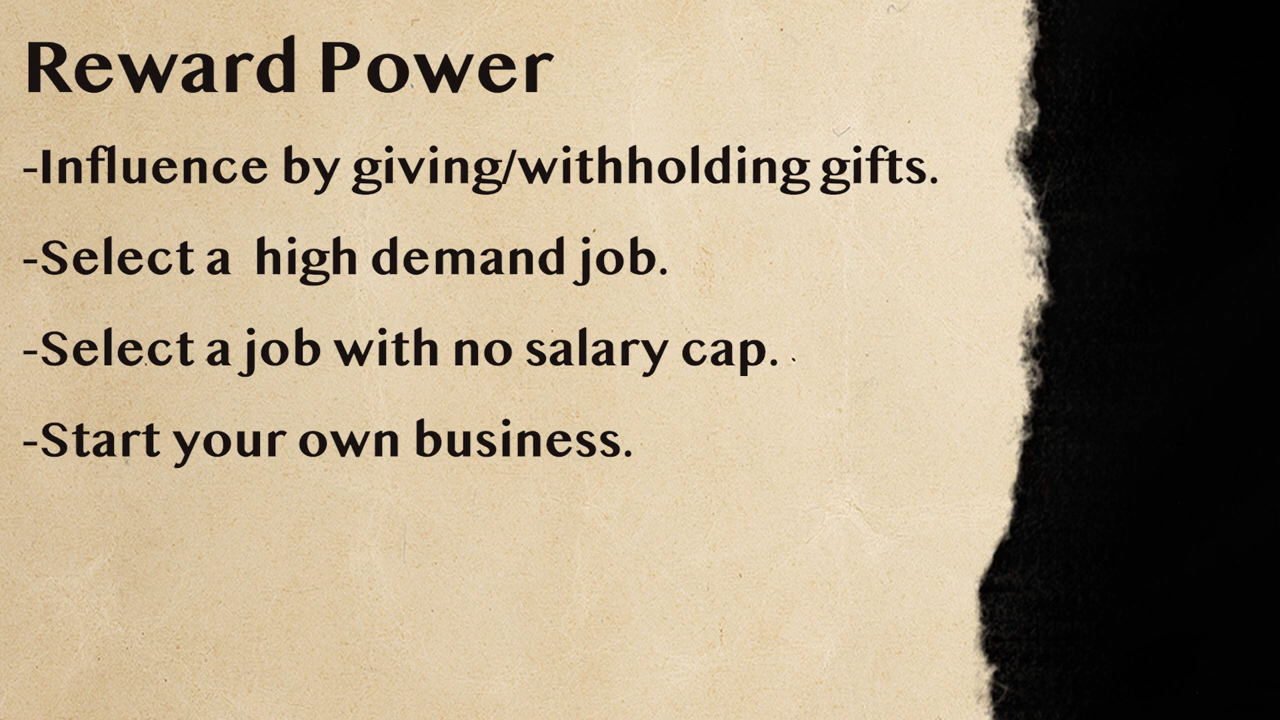 Reward Power
-Influence by giving/withholding gifts.
-Select a  high demand job.
-Select a job with no salary cap.
-Start your own business.